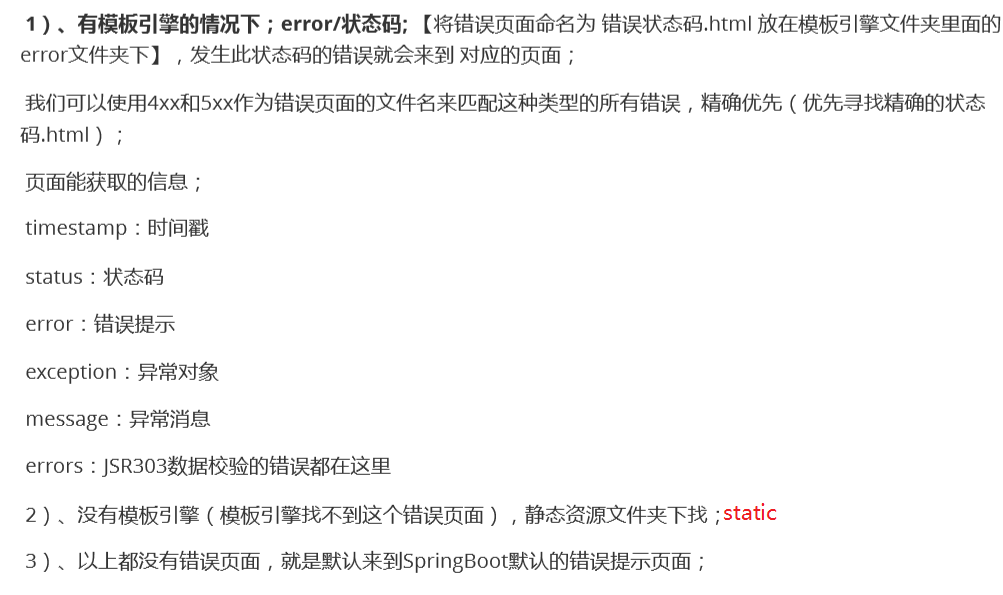 1）、有模板引擎的情况下；error/状态码; 【将错误页面命名为 错误状态码.html 放在模板引擎文件夹里面的
error文件夹下】，发生此状态码的错误就会来到 对应的页面；
我们可以使用4xx和5xx作为错误页面的文件名来匹配这种类型的所有错误，精确优先（优先寻找精确的状态
码.html）；
页面能获取的信息；
timestamp：时间戳
status：状态码
error：错误提示
exception：异常对象
message：异常消息
errors：JSR303数据校验的错误都在这里
2）、没有模板引擎（模板引擎找不到这个错误页面），静态资源文件夹下找；static
3）、以上都没有错误页面，就是默认来到SpringBoot默认的错误提示页面；